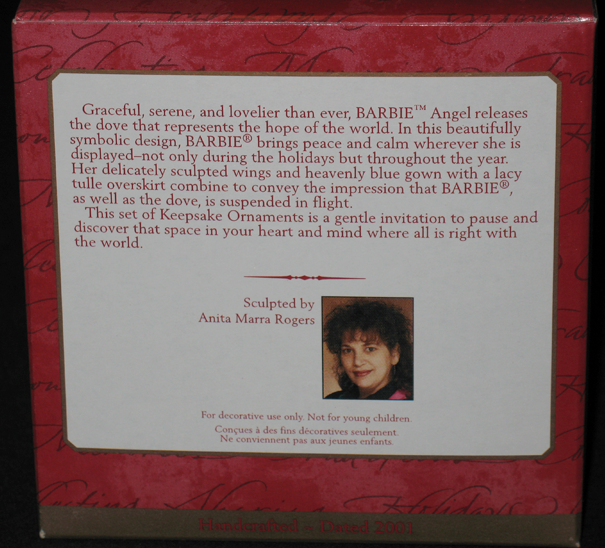 Graceful, serene, and lovelier than ever, BARBIE™ Angel releases
the dove that represents the hope of the world. In this beautifully
symbolic design, BARBIE® brings peace and calm wherever she is
displayed–not only during the holidays but throughout the year.
Her delicately sculpted wings and heavenly blue gown with a lacy
tulle overskirt combine to convey the impression that BARBIE®,
as well as the dove, is suspended in flight.
This set of Keepsake Ornaments is a gentle invitation to pause and
discover that space in your heart and mind where all is right with
the world.
Sculpted by
Anita Marra Rogers
For decorative use only. Not for young children.
Conçues à des fins décoratives seulement.
Ne conviennent pas aux jeunes enfants.
Handcrafted – Dated 2001